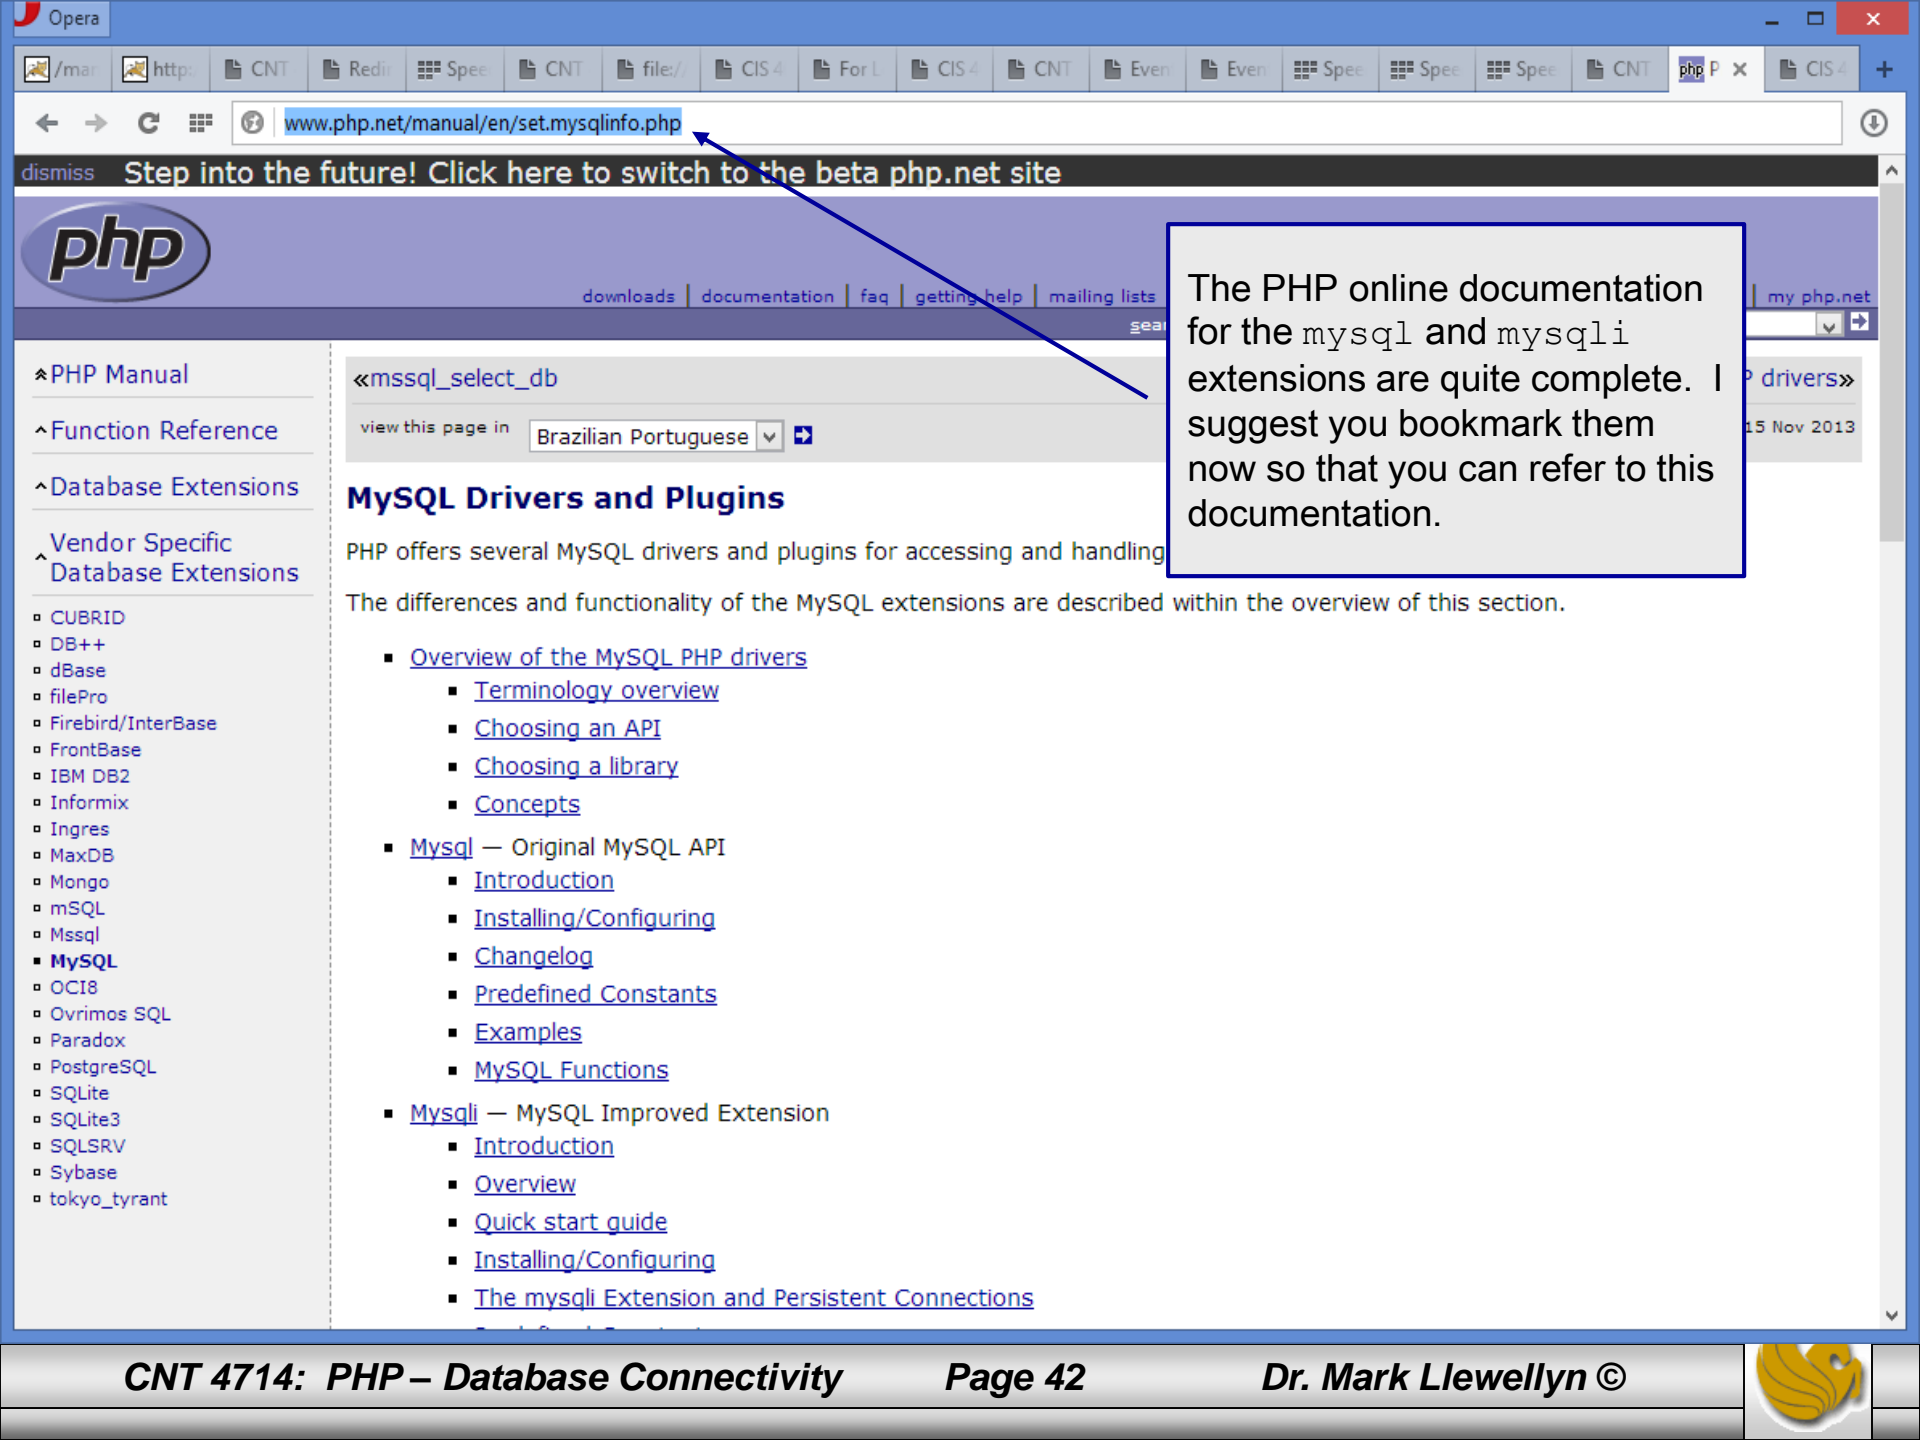 Opera
/mar
http:/
CNT
Redir
Spee
CNT
file://
CIS 4
For L
CIS 4
CNT
Even
Even
Spee
Spee
Spee
CNT
php P
CIS 4
www.php.net/manual/en/set.mysqlinfo.php
dismiss Step into the future! Click here to switch to the beta php.net site
php
downloads | documentation | faq | getting help | mailing lists
| my php.net
sear
The PHP online documentation
for the mysql and mysqli
extensions are quite complete. I
suggest you bookmark them
now so that you can refer to this
documentation.
PHP Manual
Function Reference
Database Extensions
Vendor Specific
Database Extensions
CUBRID
DB++
dBase
filePro
Firebird/InterBase
FrontBase
IBM DB2
Informix
Ingres
MaxDB
Mongo
mSQL
Mssql
MySQL
OCI8
Ovrimos SQL
Paradox
PostgreSQL
SQLite
SQLite3
SQLSRV
Sybase
tokyo_tyrant
«mssql_select_db
drivers»
view this page in Brazilian Portuguese
15 Nov 2013
MySQL Drivers and Plugins
PHP offers several MySQL drivers and plugins for accessing and handling
The differences and functionality of the MySQL extensions are described within the overview of this section.
Overview of the MySQL PHP drivers
Terminology overview
Choosing an API
Choosing a library
Concepts
Mysql — Original MySQL API
Introduction
Installing/Configuring
Changelog
Predefined Constants
Examples
MySQL Functions
Mysqli — MySQL Improved Extension
Introduction
Overview
Quick start guide
Installing/Configuring
The mysqli Extension and Persistent Connections
CNT 4714: PHP – Database Connectivity Page 42 Dr. Mark Llewellyn ©